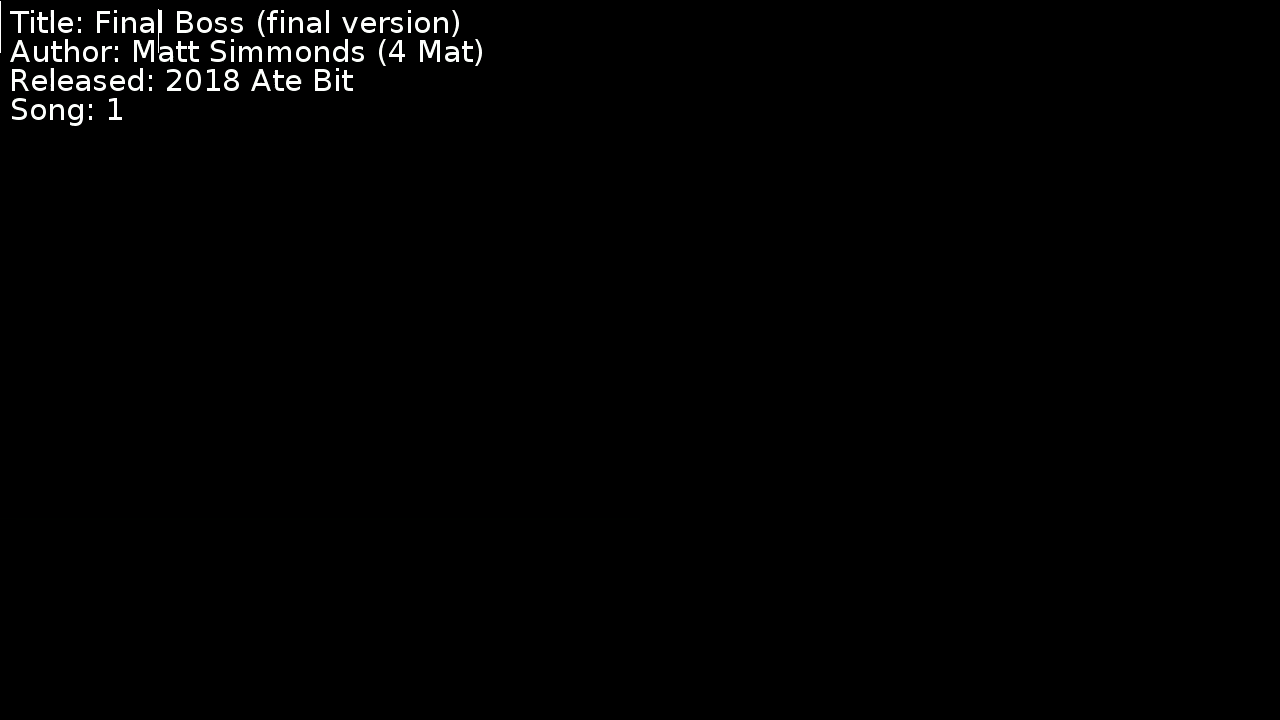 Title: Final Boss (final version)
Author: Matt Simmonds (4 Mat)
Released: 2018 Ate Bit
Song: 1